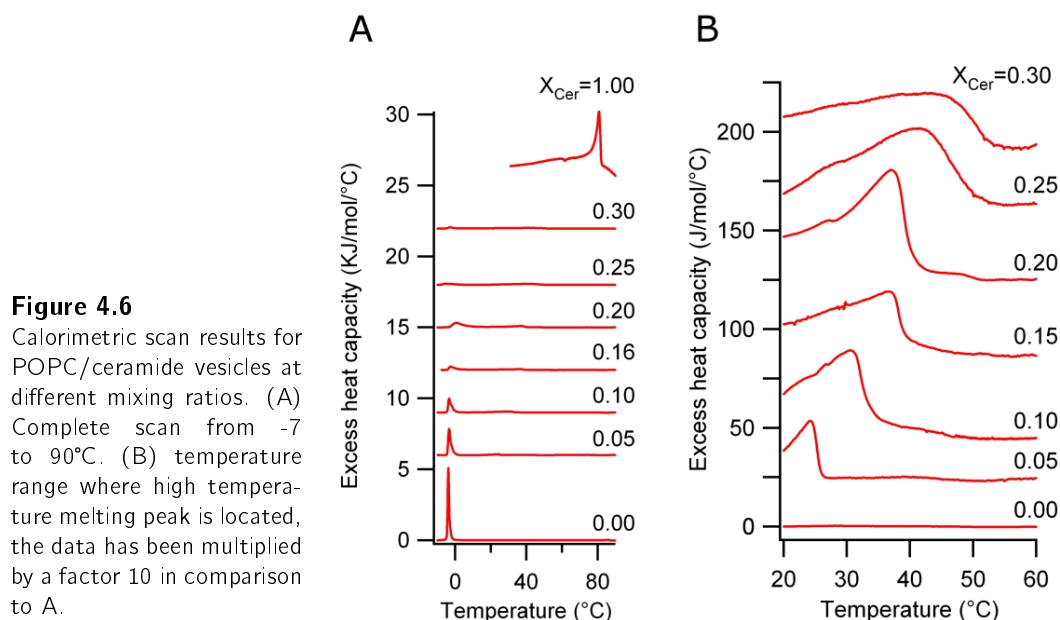 Figure 4.6
Calorimetric scan results for
POPC/ceramide vesicles at
different mixing ratios. (A)
Complete scan from -7
to 90°C. (B) temperature
range where high tempera-
ture melting peak is located,
the data has been multiplied
by a factor 10 in comparison
to A.
A
Excess heat capacity (KJ/mol/°C)
30
25
20
15
10
5
0
XCer=1.00
0.30
0.25
0.20
0.16
0.10
0.05
0.00
0 40 80
Temperature (°C)
B
Excess heat capacity (J/mol/°C)
200
150
100
50
0
XCer=0.30
0.25
0.20
0.15
0.10
0.05
0.00
20 30 40 50 60
Temperature (°C)